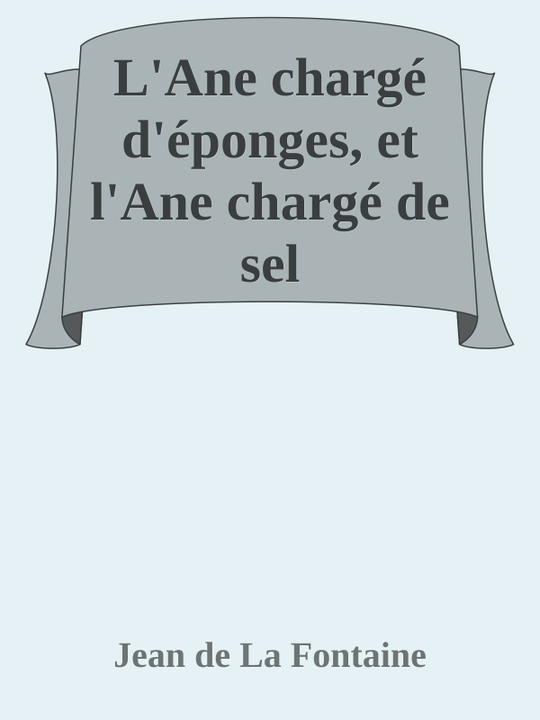 L'Ane chargé
d'éponges, et
l'Ane chargé de
sel
Jean de La Fontaine